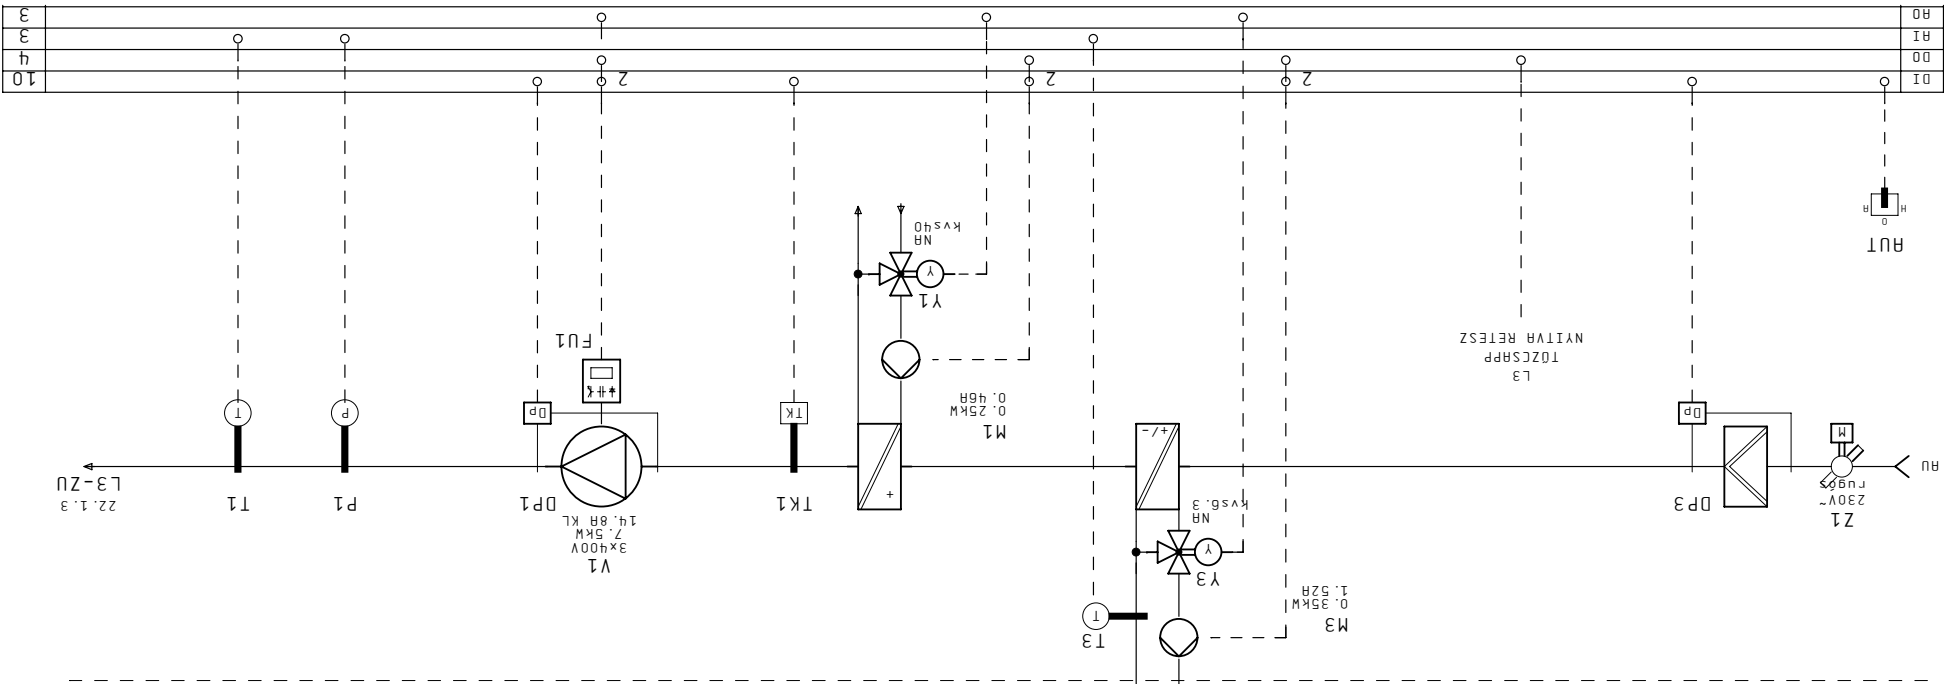 T3
M3
0.35kW
1.52A
T
Y3
Y
NA
kvs6.3
V1
3x400V
7.5kW
14.8A KL
Z1
230V~
rugós
AU
DP3
TK1
DP1
P1
T1
22.1.3
L3-ZU
+/-
+
M
Dp
TK
Dp
P
T
M1
0.25kW
0.46A
L3
TŰZCSAPP
NYITVA RETESZ
FU1
Y1
Y
NA
kvs40
AUT
0
H A
DI 2 2 2 10
DO 4
AI 3
AO 3